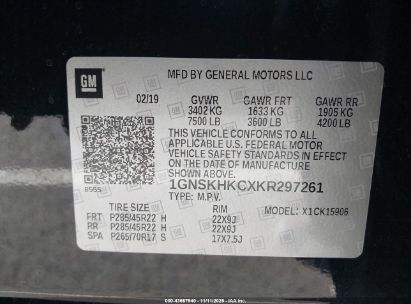 GM
MFD BY GENERAL MOTORS LLC
02/19 GVWR GAWR FRT GAWR RR
3402 KG 1633 KG 1905 KG
7500 LB 3600 LB 4200 LB
THIS VEHICLE CONFORMS TO ALL
APPLICABLE U.S. FEDERAL MOTOR
VEHICLE SAFETY AND THEFT
PREVENTION STANDARDS IN EFFECT ON
THE DATE OF MANUFACTURE SHOWN ABOVE.
1GNSKHKCXKR297261
TYPE: M.P.V. X1CK15906
TIRE RIM
FRT P285/45R22 H 22X9J
RR P285/45R22 H 22X9J
SPA P265/70R17 S 17X7.5J